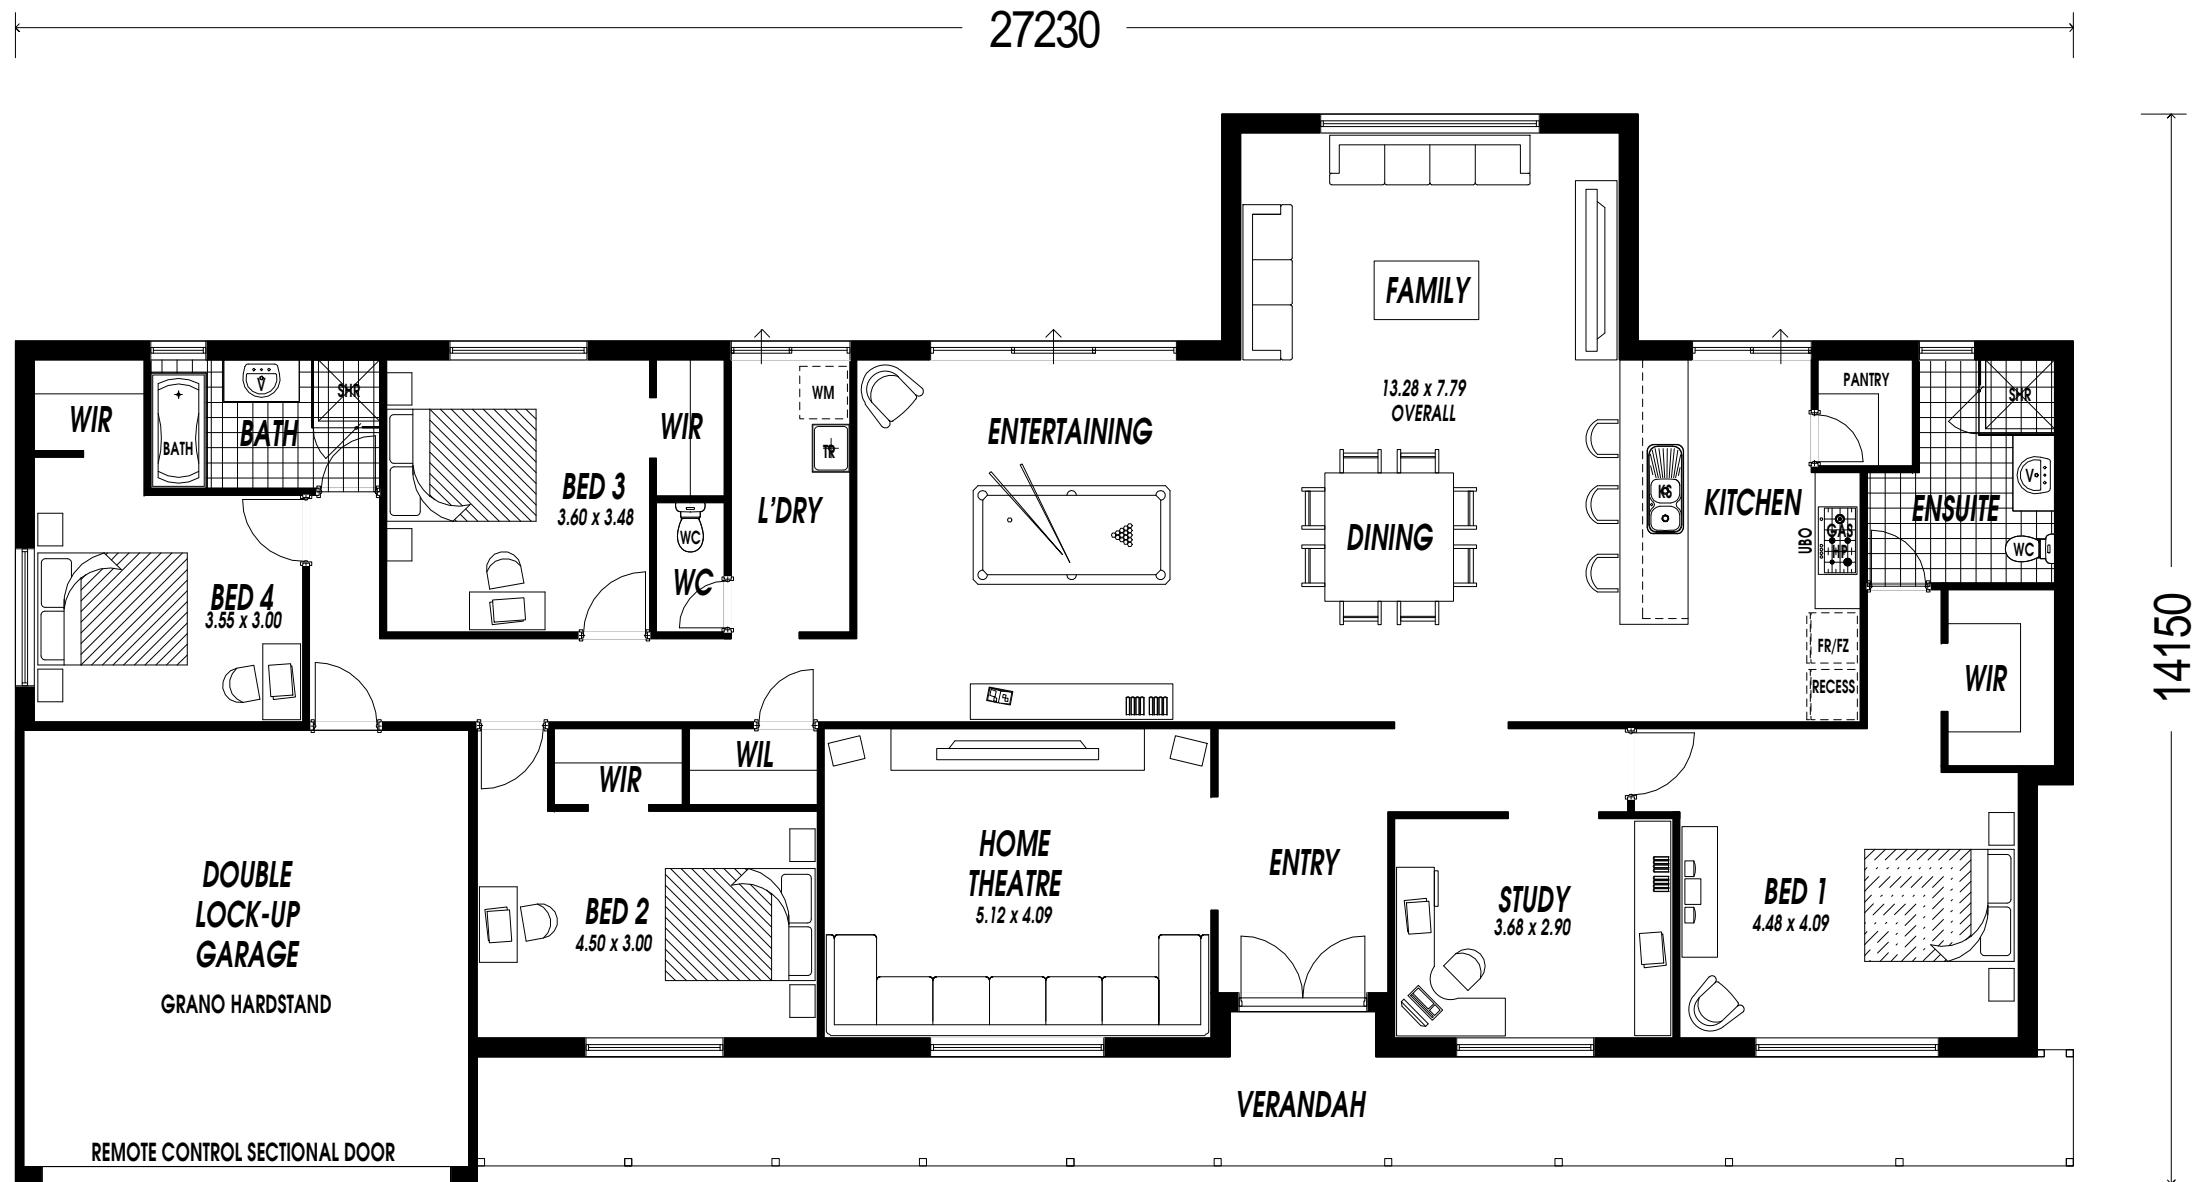 27230
14150
FAMILY
13.28 x 7.79
OVERALL
WIR
BATH
BATH
SHR
BED 3
3.60 x 3.48
WIR
WC
WC
L'DRY
WM
TR
ENTERTAINING
DINING
KITCHEN
KS
PANTRY
UBO
GAS
HP
FR/FZ
RECESS
ENSUITE
SHR
V
WC
WIR
BED 4
3.55 x 3.00
V
WIR
WIL
DOUBLE
LOCK-UP
GARAGE
GRANO HARDSTAND
REMOTE CONTROL SECTIONAL DOOR
BED 2
4.50 x 3.00
HOME
THEATRE
5.12 x 4.09
ENTRY
STUDY
3.68 x 2.90
BED 1
4.48 x 4.09
VERANDAH